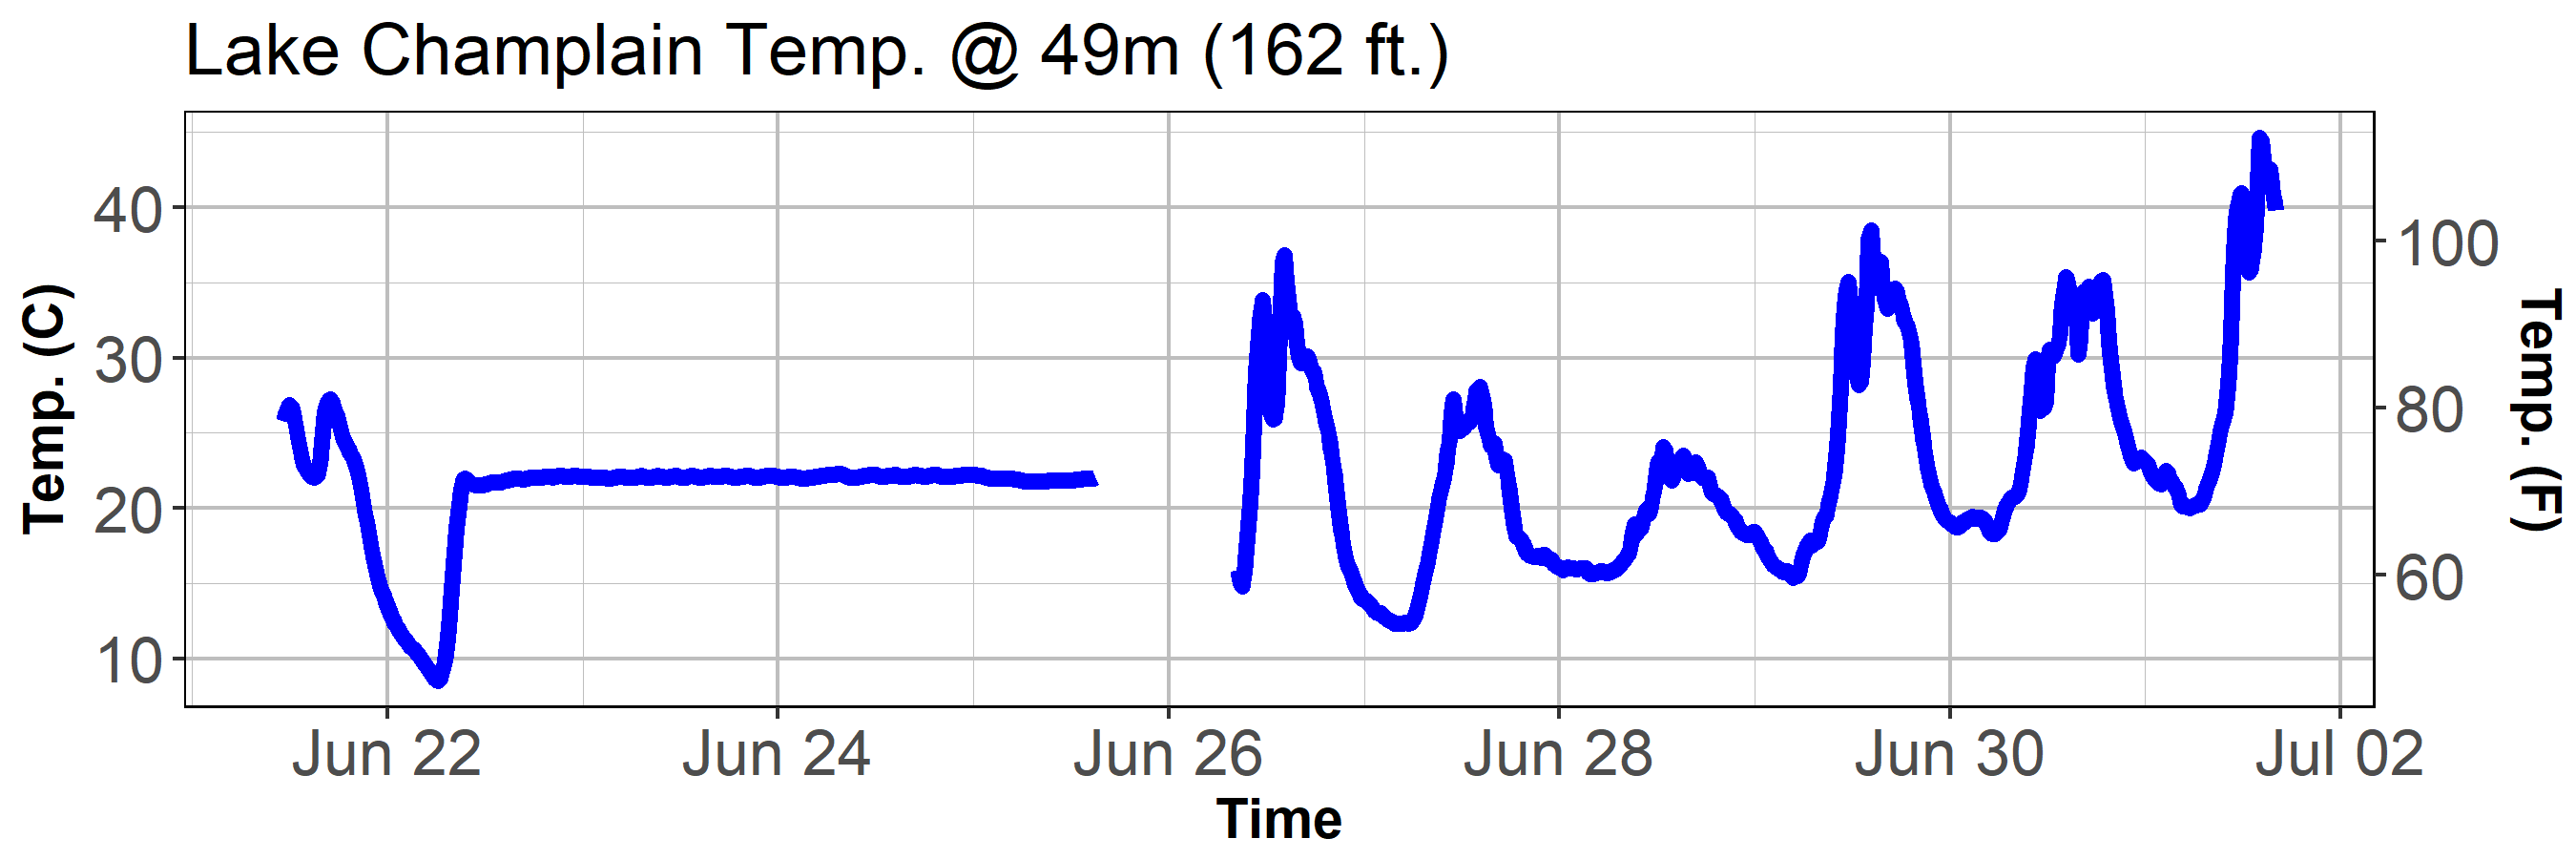 Lake Champlain Temp. @ 49m (162 ft.)
Temp. (C)
40
30
20
10
100
80
60
Temp. (F)
Jun 22 Jun 24 Jun 26 Jun 28 Jun 30 Jul 02
Time